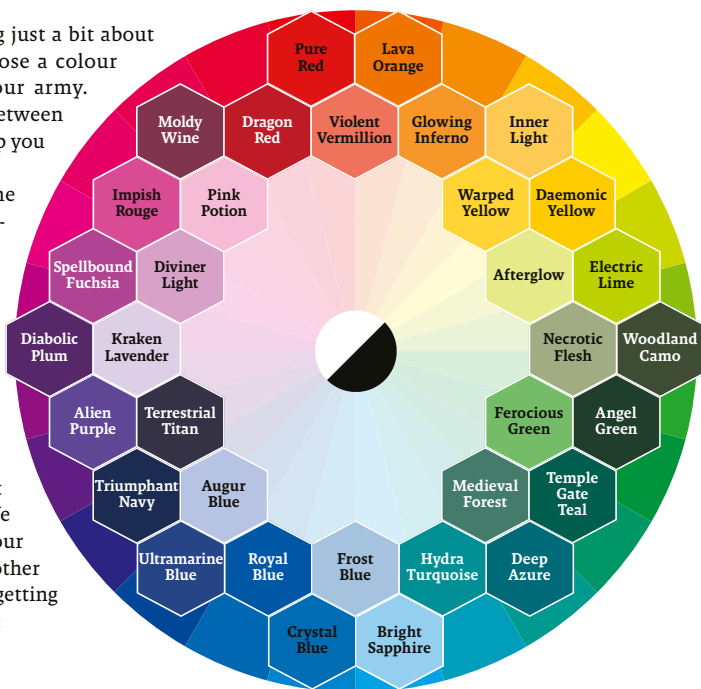 g just a bit about
ose a colour
our army.
etween
p you
ne
-
t
e
our
other
getting
t
Pure
Red
Lava
Orange
Moldy
Wine
Dragon
Red
Violent
Vermillion
Glowing
Inferno
Inner
Light
Impish
Rouge
Pink
Potion
Warped
Yellow
Daemonic
Yellow
Spellbound
Fuchsia
Diviner
Light
Afterglow
Electric
Lime
Diabolic
Plum
Kraken
Lavender
Necrotic
Flesh
Woodland
Camo
Alien
Purple
Terrestrial
Titan
Ferocious
Green
Angel
Green
Triumphant
Navy
Augur
Blue
Medieval
Forest
Temple
Gate
Teal
Ultramarine
Blue
Royal
Blue
Frost
Blue
Hydra
Turquoise
Deep
Azure
Crystal
Blue
Bright
Sapphire